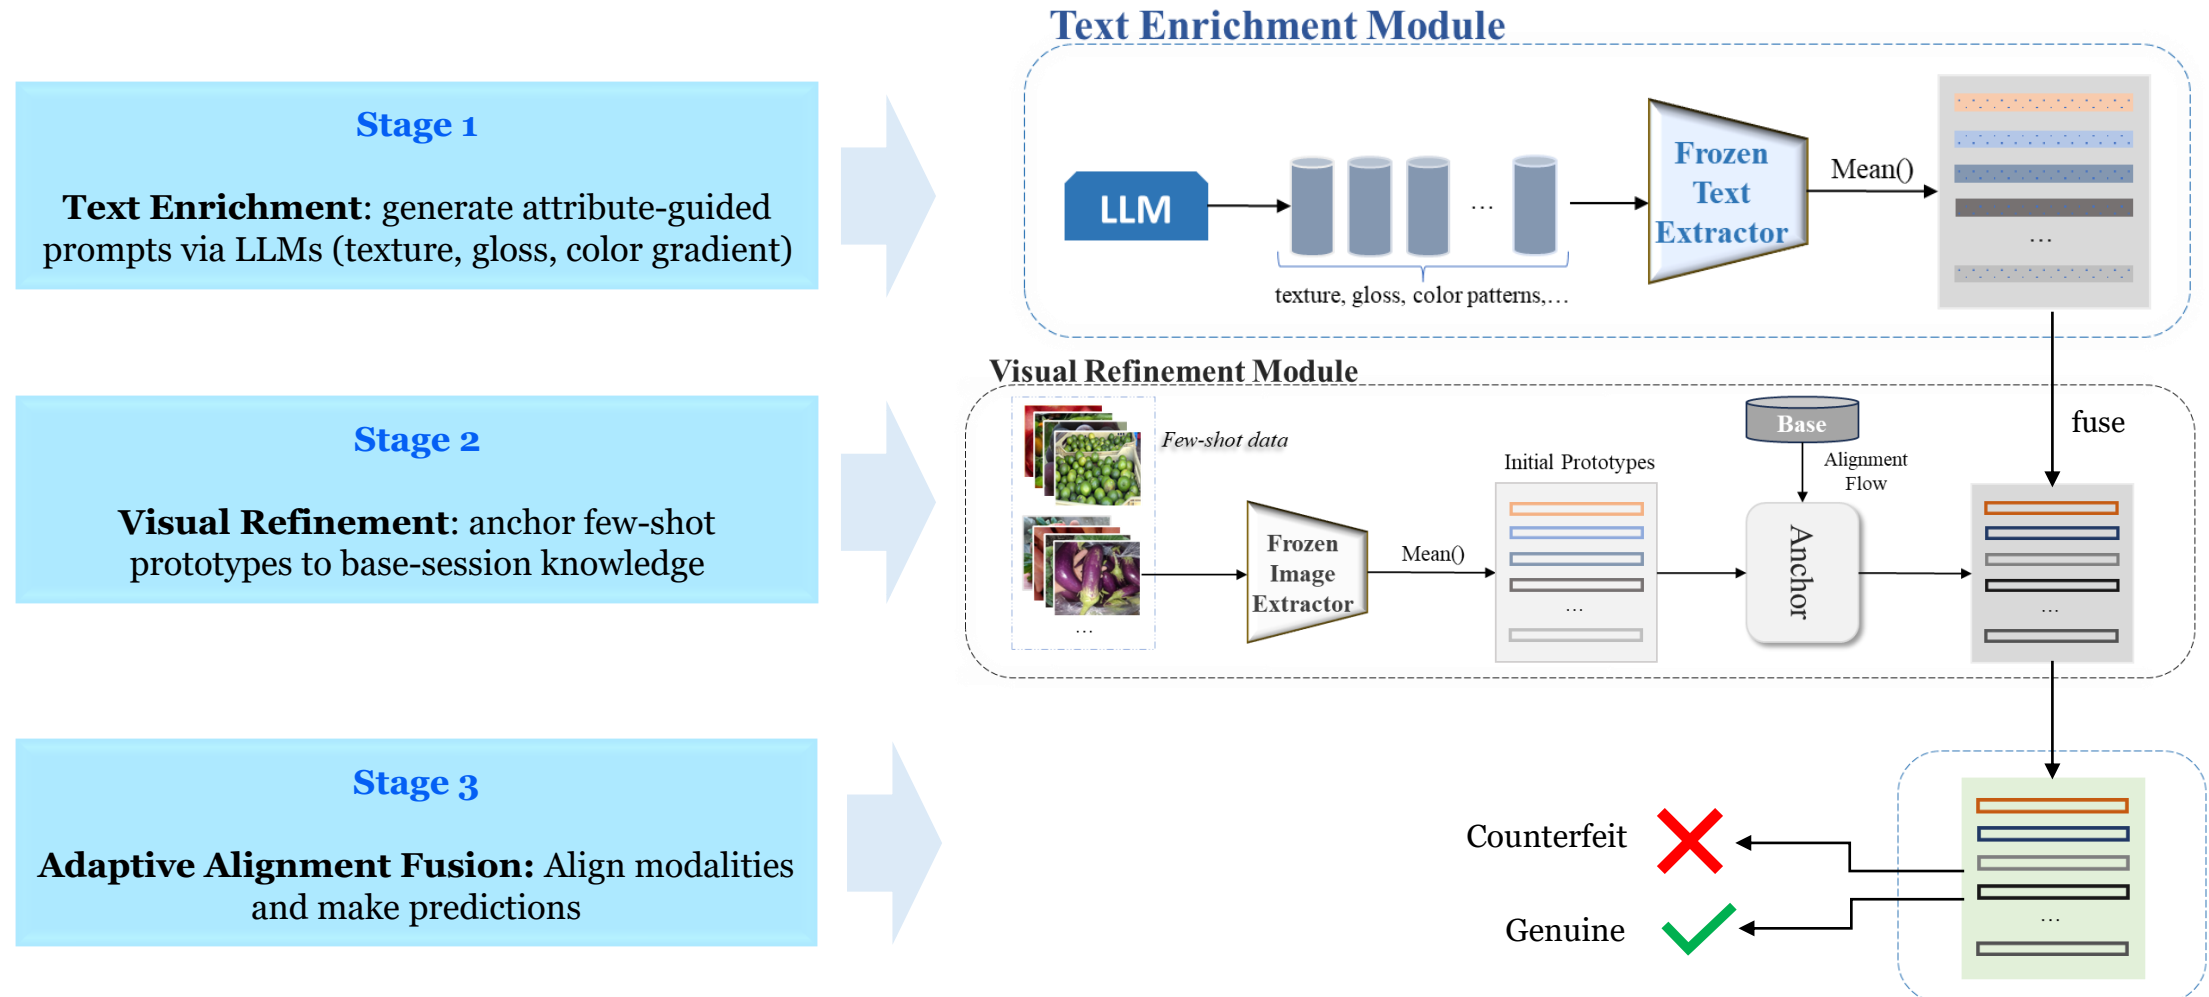 Text Enrichment Module
Stage 1
Text Enrichment: generate attribute-guided
prompts via LLMs (texture, gloss, color gradient)
LLM
...
texture, gloss, color patterns,...
Frozen
Text
Extractor
Mean()
...
Visual Refinement Module
Stage 2
Visual Refinement: anchor few-shot
prototypes to base-session knowledge
Few-shot data
...
Frozen
Image
Extractor
Mean()
Initial Prototypes
...
Base
Alignment
Flow
Anchor
fuse
...
Stage 3
Adaptive Alignment Fusion: Align modalities
and make predictions
Counterfeit
Genuine
...